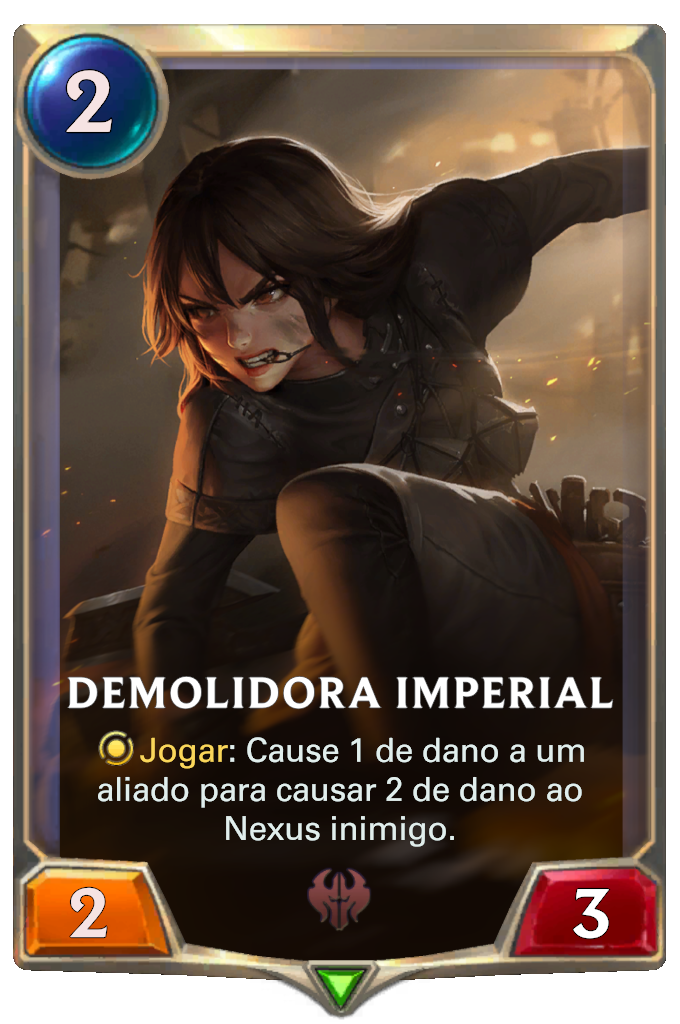 2
DEMOLIDORA IMPERIAL
Jogar: Cause 1 de dano a um
aliado para causar 2 de dano ao
Nexus inimigo.
2
3